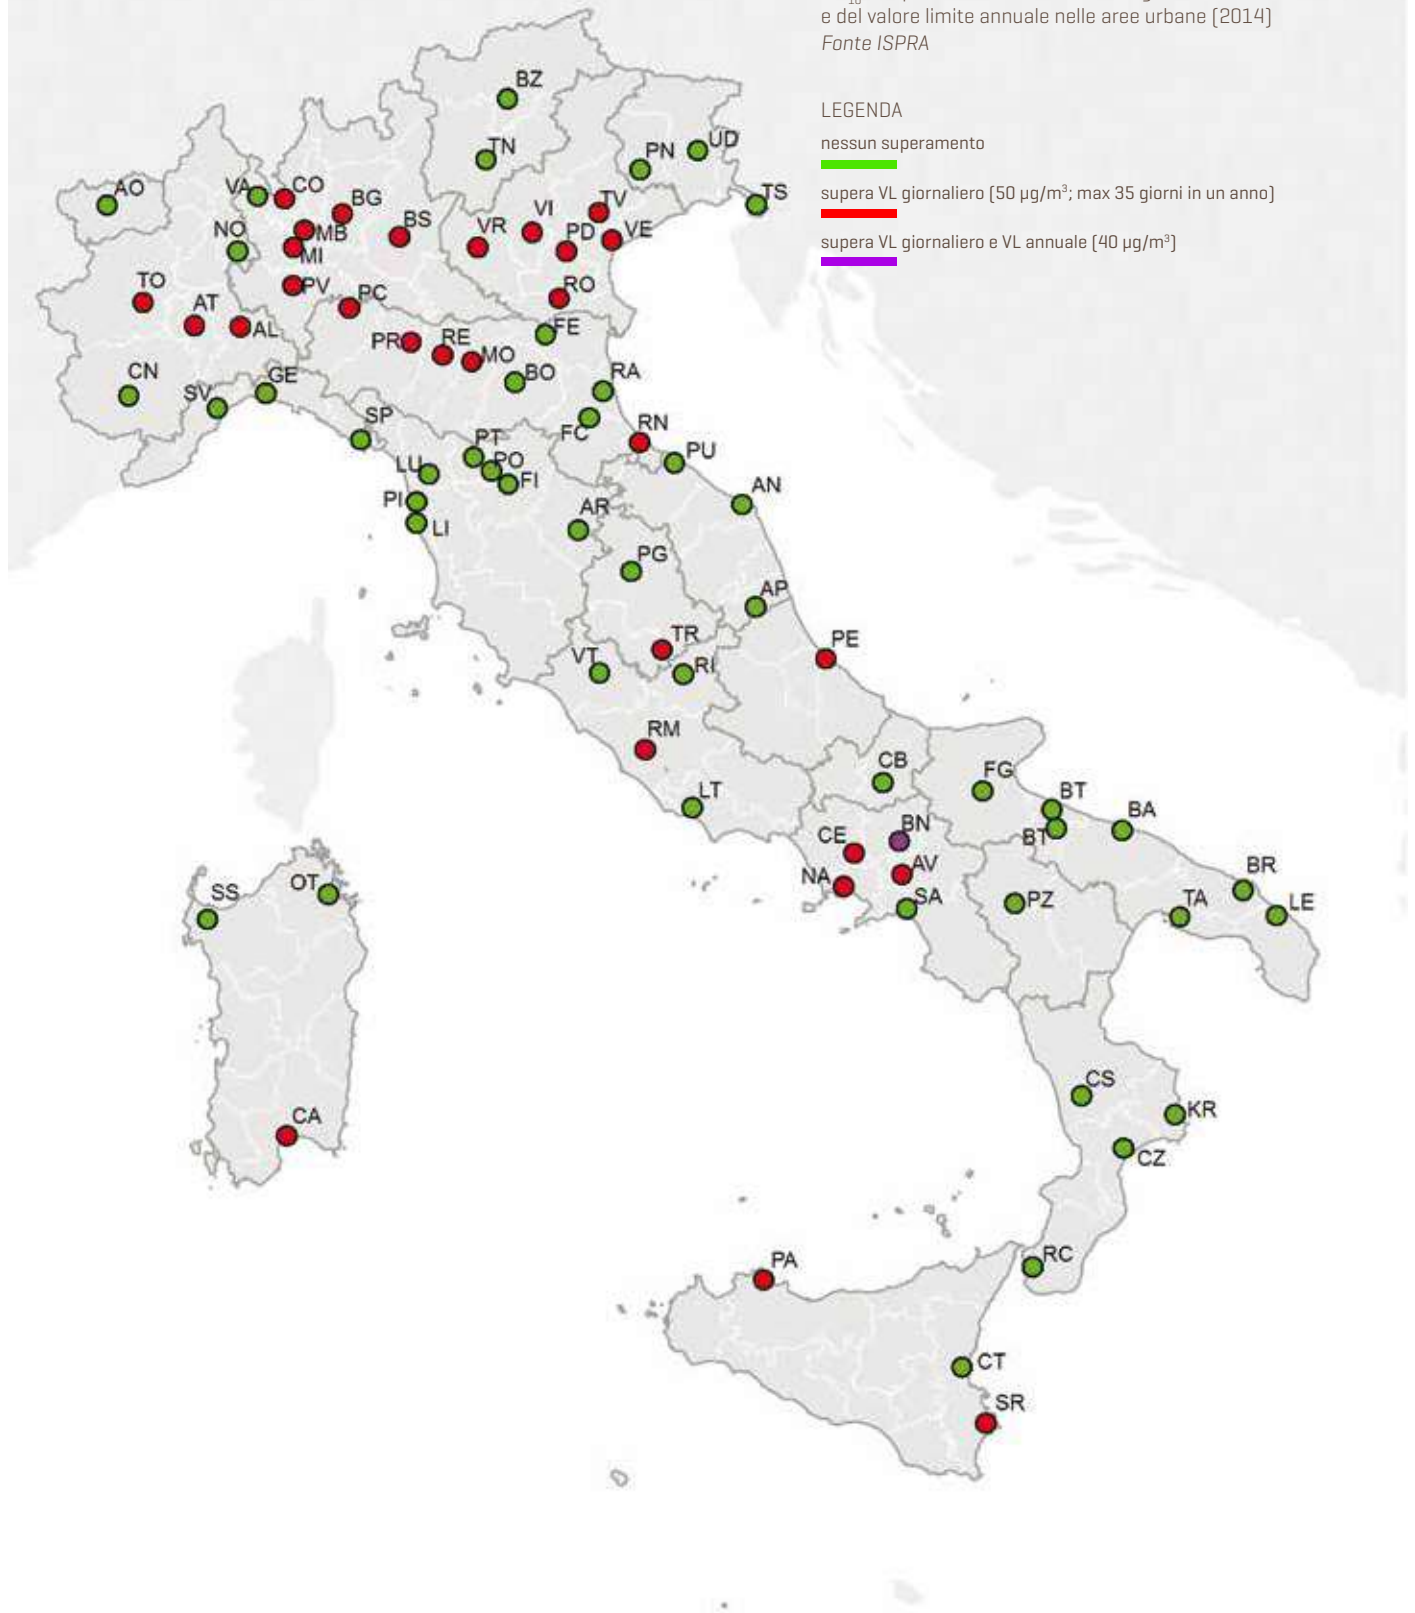 e del valore limite annuale nelle aree urbane (2014)
Fonte ISPRA
LEGENDA
nessun superamento
supera VL giornaliero (50 µg/m³; max 35 giorni in un anno)
supera VL giornaliero e VL annuale (40 µg/m³)
BZ
TN
PN
UD
TS
AO
VA
CO
BG
BS
NO
MB
MI
VR
VI
TV
PD
VE
TO
AT
AL
PV
PC
RO
FE
PR
RE
MO
CN
SV
GE
BO
RA
SP
FC
RN
PU
PT
PO
FI
LU
PI
LI
AR
AN
PG
AP
TR
PE
VT
RI
RM
LT
CB
FG
BT
BT
BA
CE
BN
NA
AV
SA
PZ
BR
TA
LE
SS
OT
CA
CS
KR
CZ
RC
PA
CT
SR